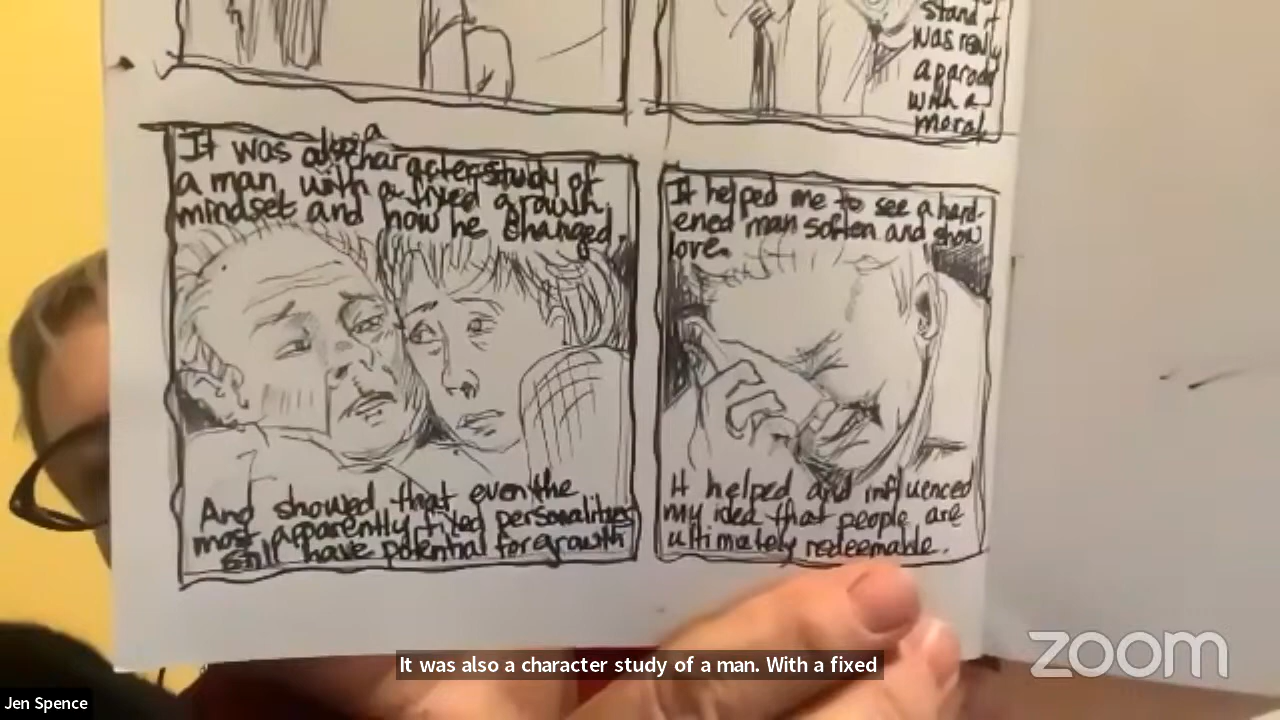 stand it
was really
a parody
with a
moral
It was also a character study of
a man, with a fixed growth
mindset and how he changed.
And showed that even the
most apparently fixed personalities
still have potential for growth
It helped me to see a hard-
ened man soften and show
love.
It helped and influenced
my idea that people are
ultimately redeemable.
It was also a character study of a man. With a fixed
Jen Spence
zoom